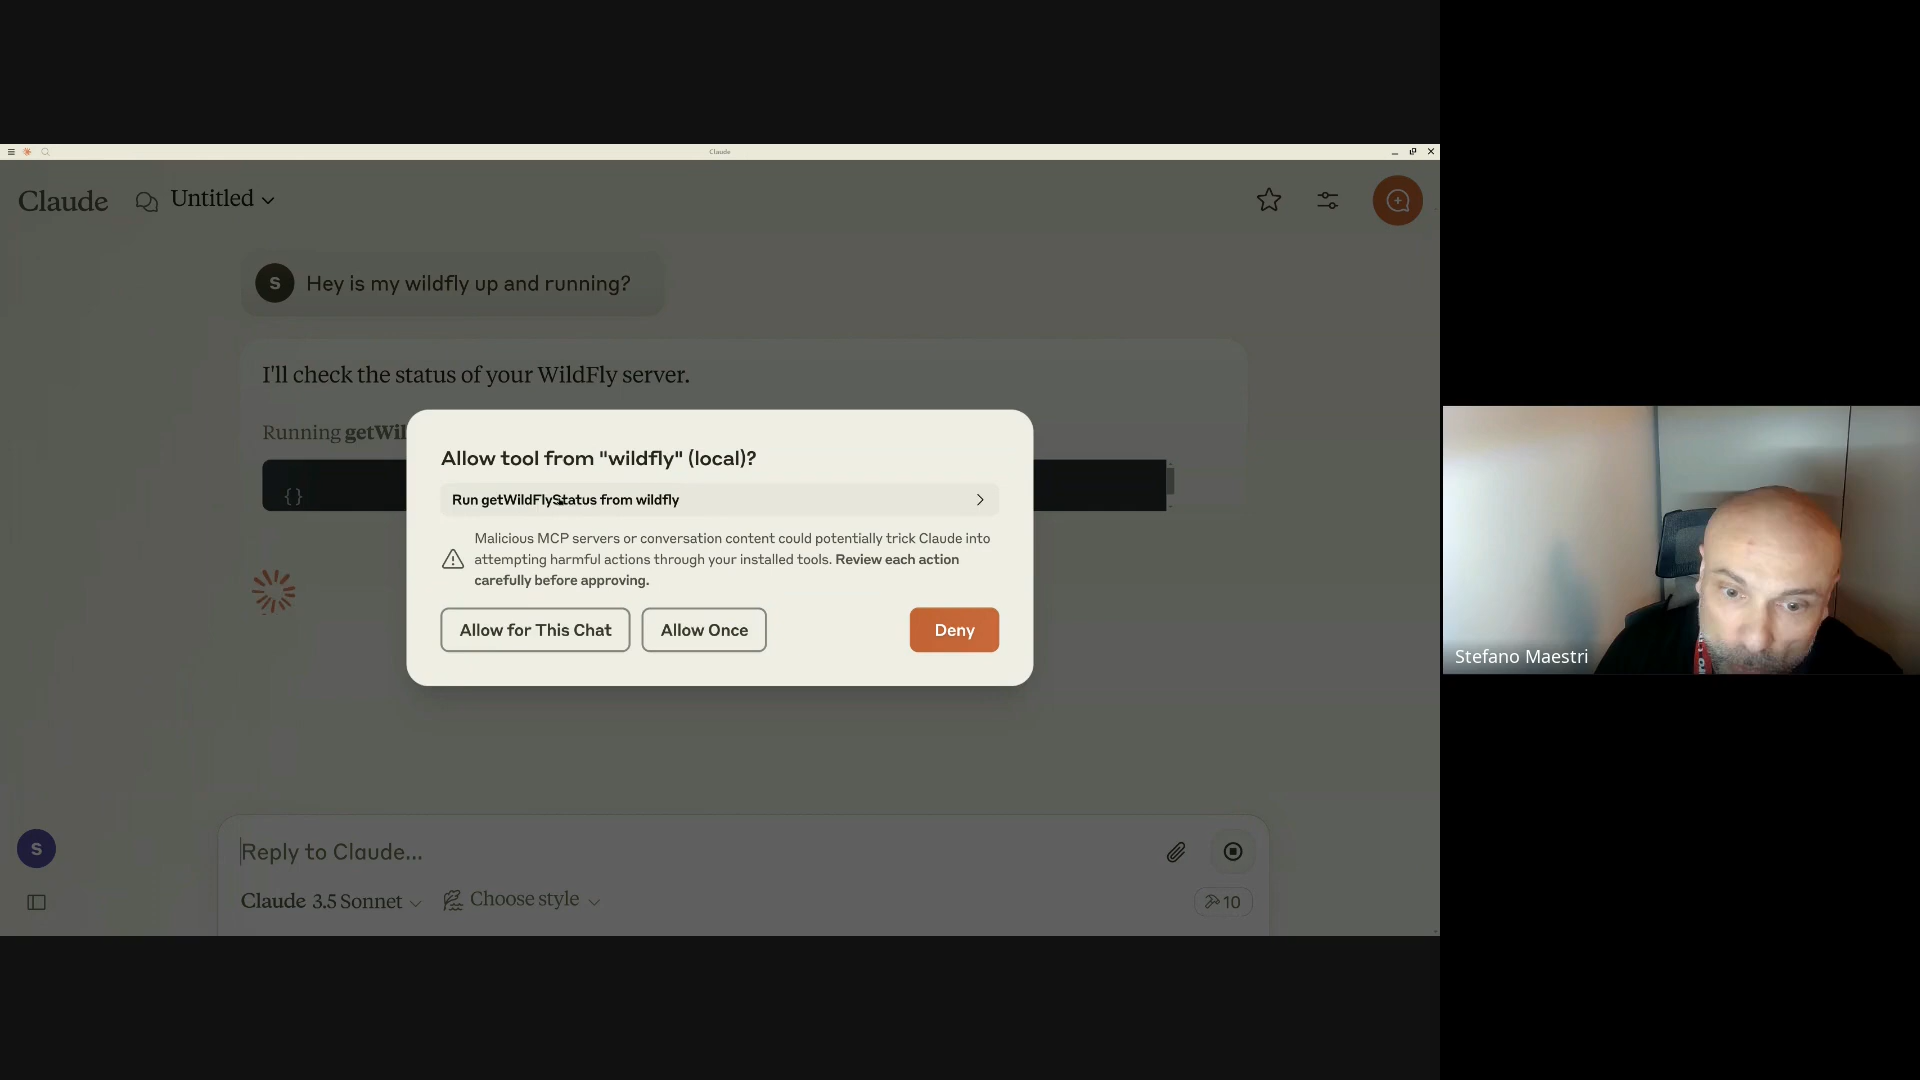 Claude
Claude
Untitled
S
Hey is my wildfly up and running?
I'll check the status of your WildFly server.
Running getWil
{}
Allow tool from "wildfly" (local)?
Run getWildFlyStatus from wildfly
Malicious MCP servers or conversation content could potentially trick Claude into
attempting harmful actions through your installed tools. Review each action
carefully before approving.
Allow for This Chat
Allow Once
Deny
S
Reply to Claude...
Claude 3.5 Sonnet
Choose style
10
Stefano Maestri